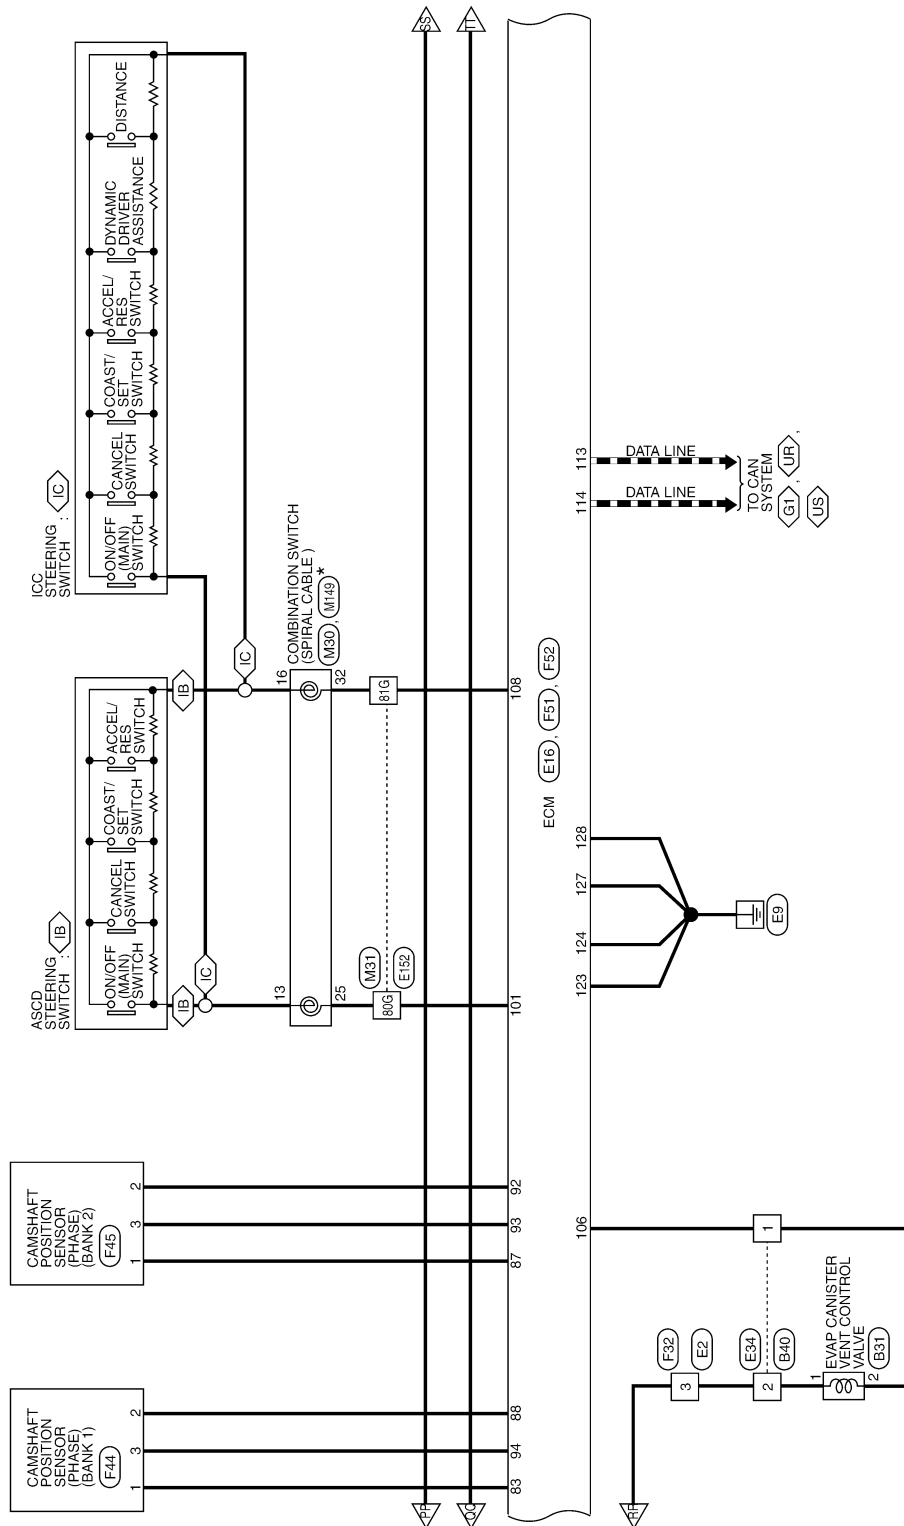 CAMSHAFT
POSITION
SENSOR
(PHASE)
(BANK 1)
F44
1
3
2
CAMSHAFT
POSITION
SENSOR
(PHASE)
(BANK 2)
F45
1
3
2
ASCD
STEERING
SWITCH : IB
ON/OFF
(MAIN)
SWITCH
CANCEL
SWITCH
COAST/
SET
SWITCH
ACCEL/
RES
SWITCH
ICC
STEERING
SWITCH : IC
ON/OFF
(MAIN)
SWITCH
CANCEL
SWITCH
COAST/
SET
SWITCH
ACCEL/
RES
SWITCH
DYNAMIC
DRIVER
ASSISTANCE
DISTANCE
IB
IB
IC
IC
13
16
COMBINATION SWITCH
(SPIRAL CABLE)
M30 , M149 *
25
32
M31
80G
81G
E152
PP
SS
QQ
TT
83
94
88
87
93
92
101
108
ECM E16 , F51 , F52
106
123
124
127
128
114
113
DATA LINE
DATA LINE
TO CAN
SYSTEM
G1 , UR ,
US
E9
F32
3
E2
E34
2
1
B40
RR
1
EVAP CANISTER
VENT CONTROL
VALVE
2
B31